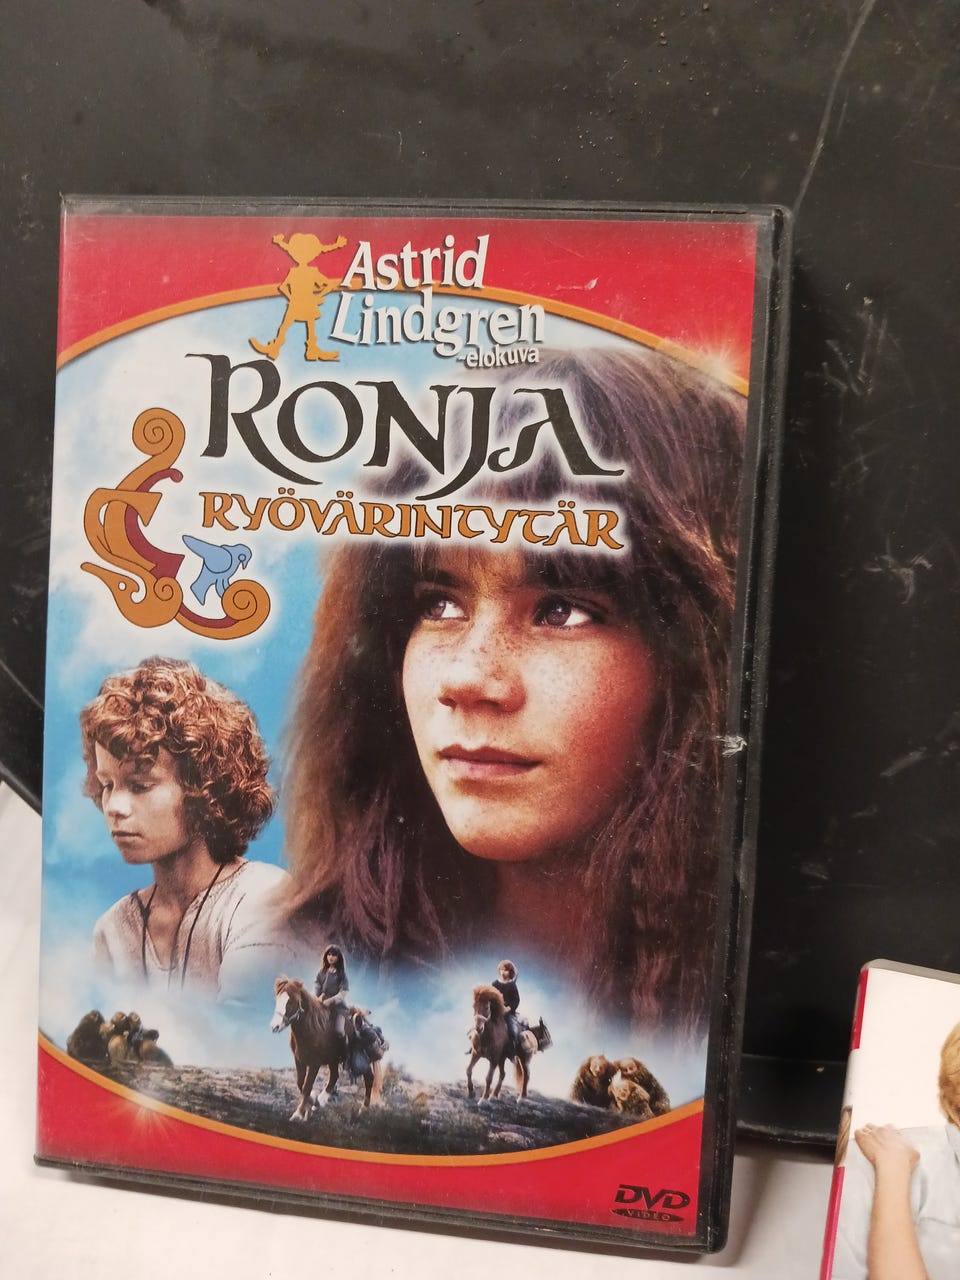 Astrid
Lindgren
-elokuva
RONJA
RYÖVÄRINTYTÄR
DVD
VIDEO